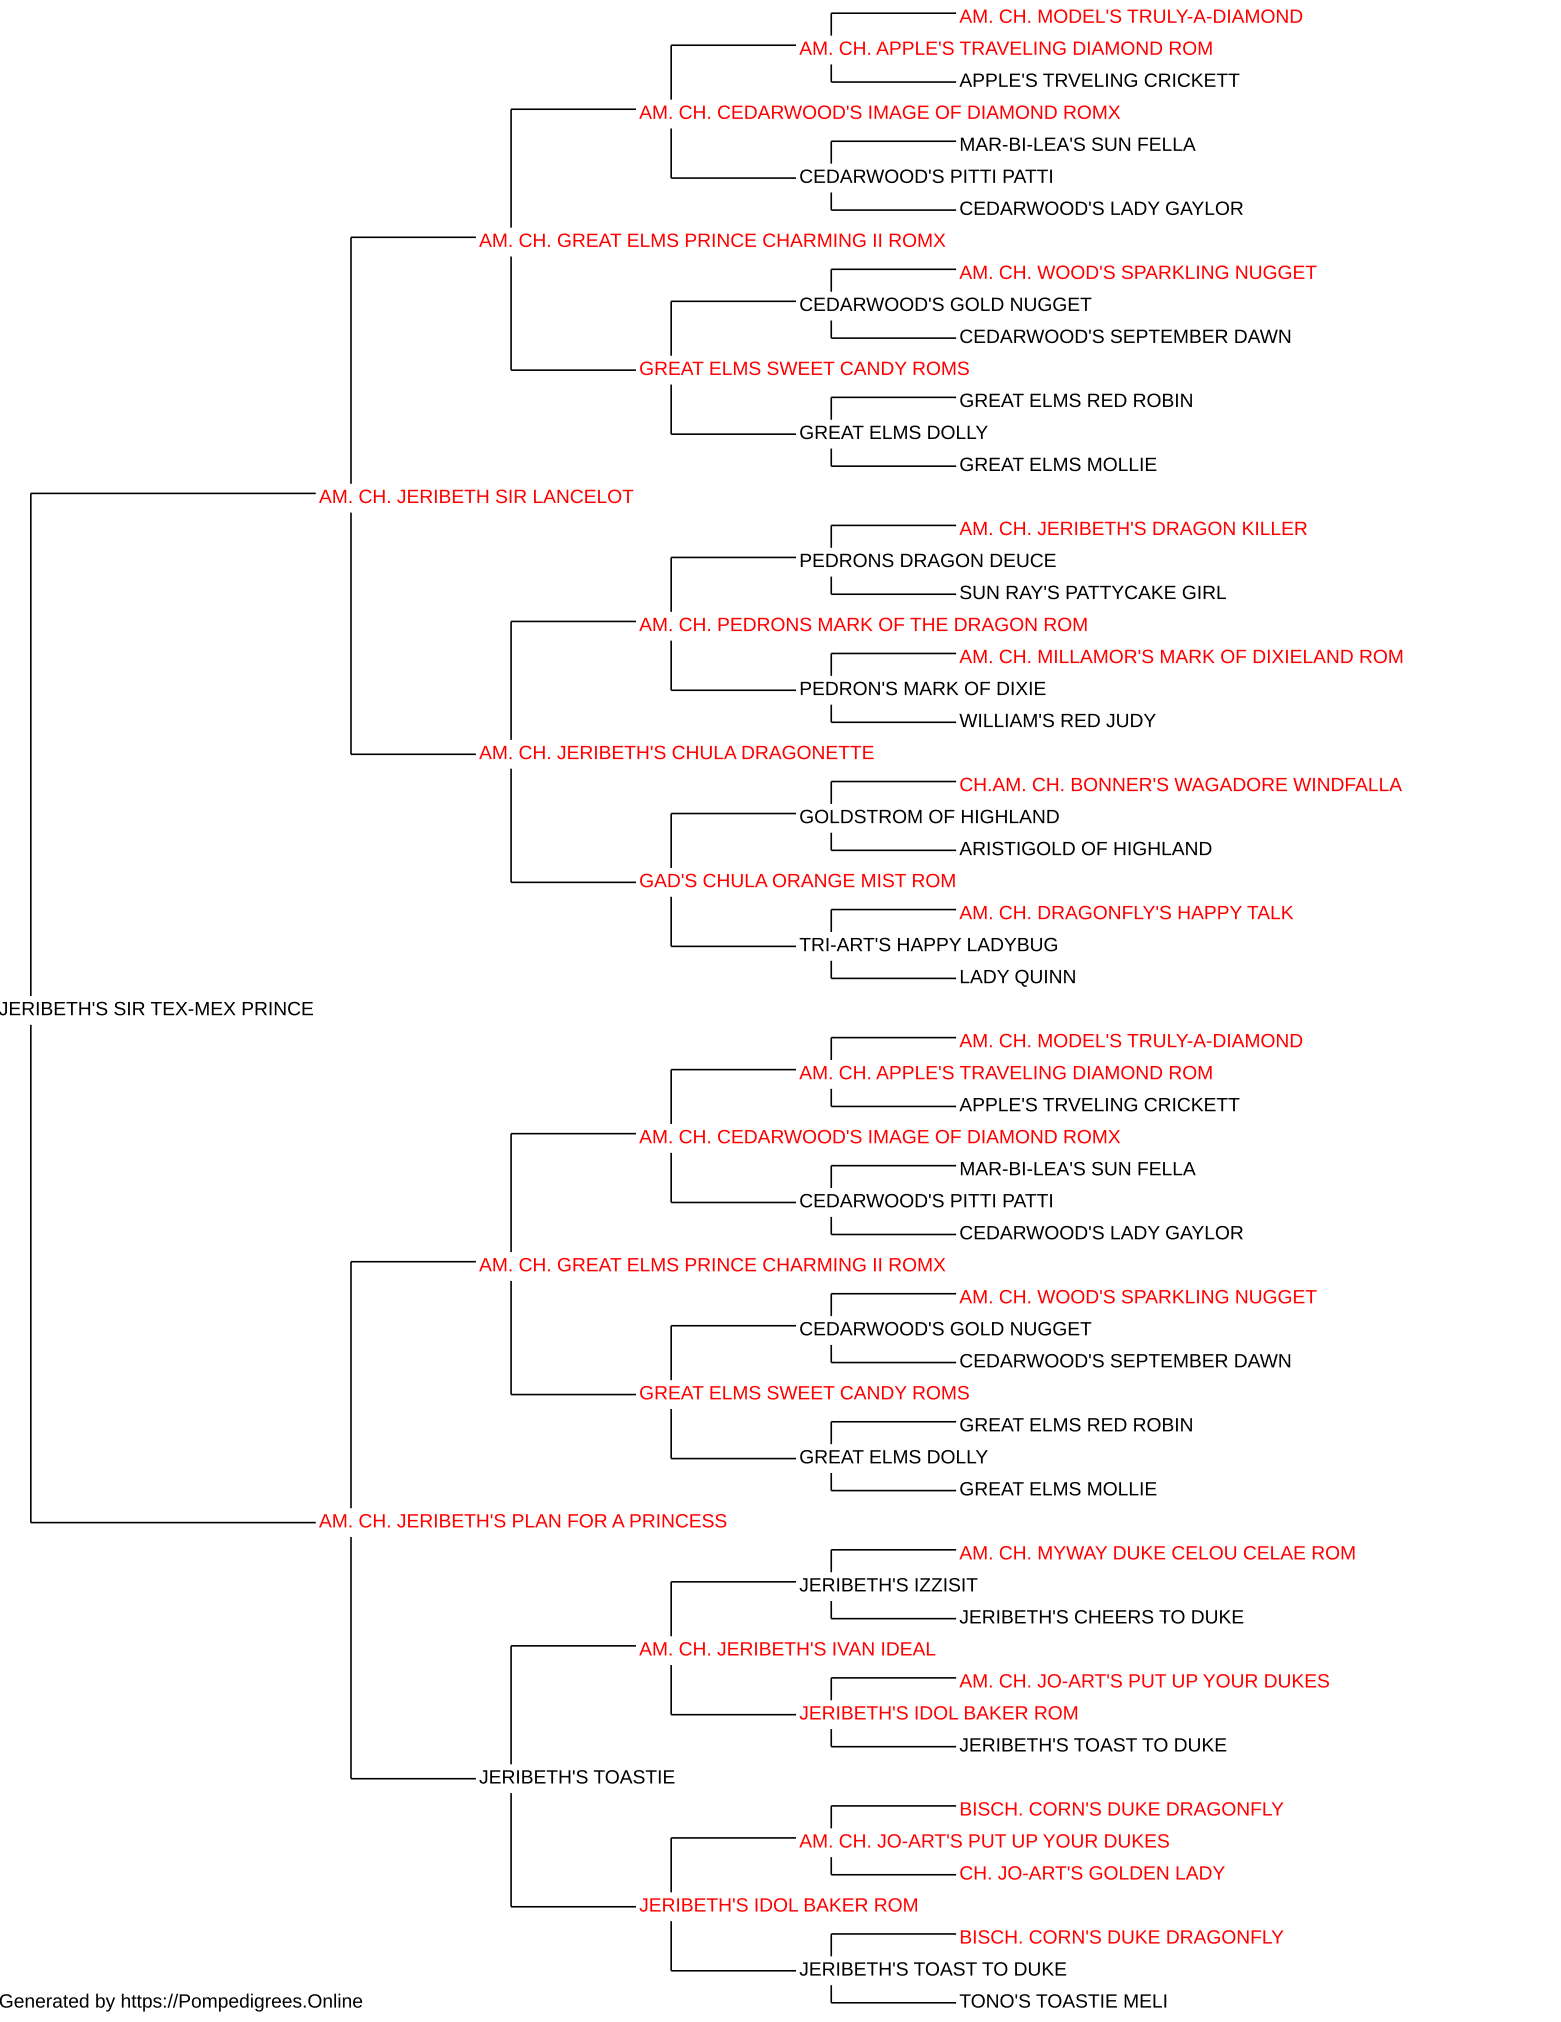 AM. CH. MODEL'S TRULY-A-DIAMOND
AM. CH. APPLE'S TRAVELING DIAMOND ROM
APPLE'S TRVELING CRICKETT
AM. CH. CEDARWOOD'S IMAGE OF DIAMOND ROMX
MAR-BI-LEA'S SUN FELLA
CEDARWOOD'S PITTI PATTI
CEDARWOOD'S LADY GAYLOR
AM. CH. GREAT ELMS PRINCE CHARMING II ROMX
AM. CH. WOOD'S SPARKLING NUGGET
CEDARWOOD'S GOLD NUGGET
CEDARWOOD'S SEPTEMBER DAWN
GREAT ELMS SWEET CANDY ROMS
GREAT ELMS RED ROBIN
GREAT ELMS DOLLY
GREAT ELMS MOLLIE
AM. CH. JERIBETH SIR LANCELOT
AM. CH. JERIBETH'S DRAGON KILLER
PEDRONS DRAGON DEUCE
SUN RAY'S PATTYCAKE GIRL
AM. CH. PEDRONS MARK OF THE DRAGON ROM
AM. CH. MILLAMOR'S MARK OF DIXIELAND ROM
PEDRON'S MARK OF DIXIE
WILLIAM'S RED JUDY
AM. CH. JERIBETH'S CHULA DRAGONETTE
CH.AM. CH. BONNER'S WAGADORE WINDFALLA
GOLDSTROM OF HIGHLAND
ARISTIGOLD OF HIGHLAND
GAD'S CHULA ORANGE MIST ROM
AM. CH. DRAGONFLY'S HAPPY TALK
TRI-ART'S HAPPY LADYBUG
LADY QUINN
JERIBETH'S SIR TEX-MEX PRINCE
AM. CH. MODEL'S TRULY-A-DIAMOND
AM. CH. APPLE'S TRAVELING DIAMOND ROM
APPLE'S TRVELING CRICKETT
AM. CH. CEDARWOOD'S IMAGE OF DIAMOND ROMX
MAR-BI-LEA'S SUN FELLA
CEDARWOOD'S PITTI PATTI
CEDARWOOD'S LADY GAYLOR
AM. CH. GREAT ELMS PRINCE CHARMING II ROMX
AM. CH. WOOD'S SPARKLING NUGGET
CEDARWOOD'S GOLD NUGGET
CEDARWOOD'S SEPTEMBER DAWN
GREAT ELMS SWEET CANDY ROMS
GREAT ELMS RED ROBIN
GREAT ELMS DOLLY
GREAT ELMS MOLLIE
AM. CH. JERIBETH'S PLAN FOR A PRINCESS
AM. CH. MYWAY DUKE CELOU CELAE ROM
JERIBETH'S IZZISIT
JERIBETH'S CHEERS TO DUKE
AM. CH. JERIBETH'S IVAN IDEAL
AM. CH. JO-ART'S PUT UP YOUR DUKES
JERIBETH'S IDOL BAKER ROM
JERIBETH'S TOAST TO DUKE
JERIBETH'S TOASTIE
BISCH. CORN'S DUKE DRAGONFLY
AM. CH. JO-ART'S PUT UP YOUR DUKES
CH. JO-ART'S GOLDEN LADY
JERIBETH'S IDOL BAKER ROM
BISCH. CORN'S DUKE DRAGONFLY
JERIBETH'S TOAST TO DUKE
TONO'S TOASTIE MELI
Generated by https://Pompedigrees.Online